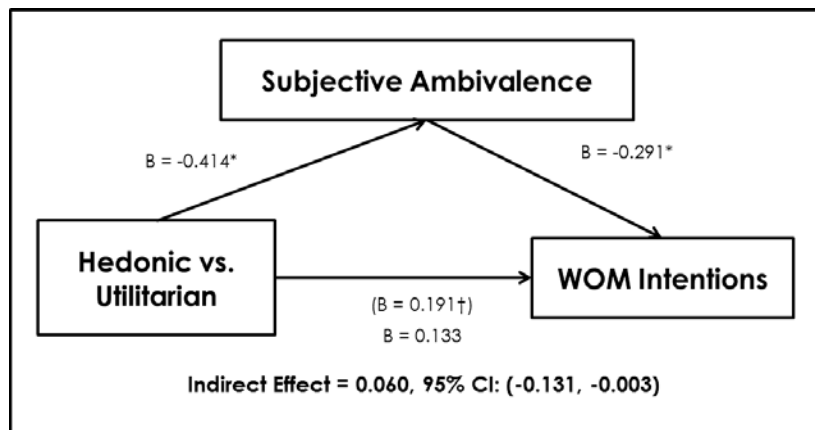 Subjective Ambivalence
B = -0.414*
B = -0.291*
Hedonic vs.
Utilitarian
WOM Intentions
(B = 0.191†)
B = 0.133
Indirect Effect = 0.060, 95% CI: (-0.131, -0.003)